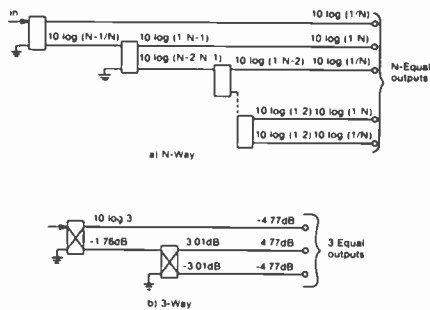 in
10 log (1/N)
10 log (N-1/N) 10 log (1 N-1) 10 log (1 N)
10 log (N-2 N 1) 10 log (1 N-2) 10 log (1/N)
N-Equal
outputs
10 log (1 2) 10 log (1 N)
10 log (1 2) 10 log (1/N)
a) N-Way
10 log 3 -4 77dB
-1.76dB 3 01dB 4 77dB
3 Equal
outputs
-3 01dB -4 77dB
b) 3-Way